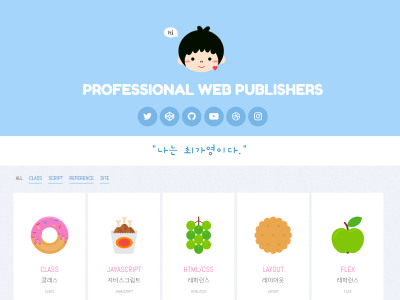 hi
PROFESSIONAL WEB PUBLISHERS
"나는 최가영이다."
ALL CLASS SCRIPT REFERENCE SITE
CLASS JAVASCRIPT HTML/CSS LAYOUT FLEX
클래스 자바스크립트 레퍼런스 레이아웃 레퍼런스
CLASS JAVASCRIPT HTML/CSS LAYOUT FLEX